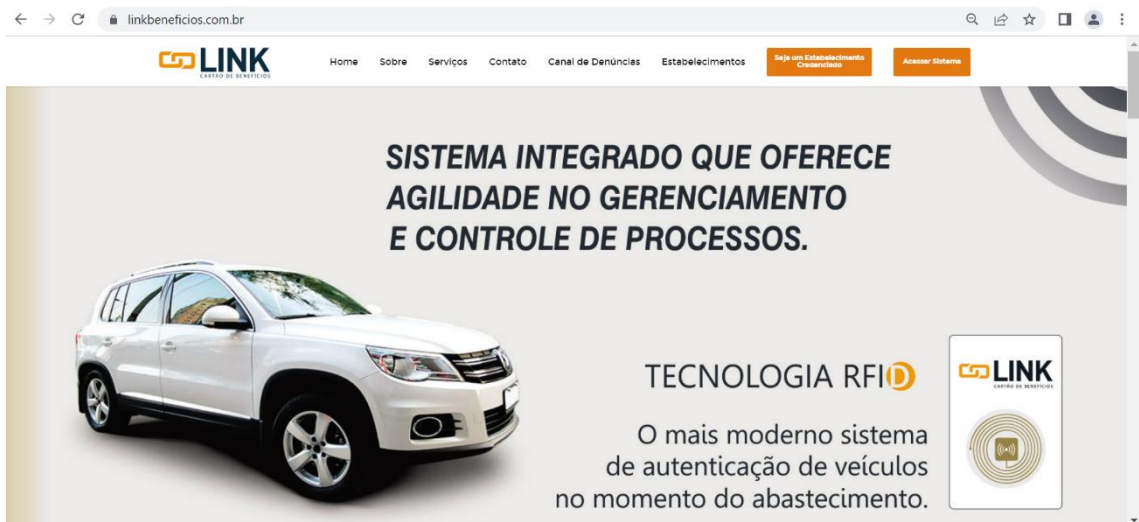 linkbeneficios.com.br
LINK
CARTÃO DE BENEFÍCIOS
Home Sobre Serviços Contato Canal de Denúncias Estabelecimentos
Seja um Estabelecimento
Credenciado
Acessar Sistema
SISTEMA INTEGRADO QUE OFERECE
AGILIDADE NO GERENCIAMENTO
E CONTROLE DE PROCESSOS.
TECNOLOGIA RFID
O mais moderno sistema
de autenticação de veículos
no momento do abastecimento.
LINK
CARTÃO DE BENEFÍCIOS